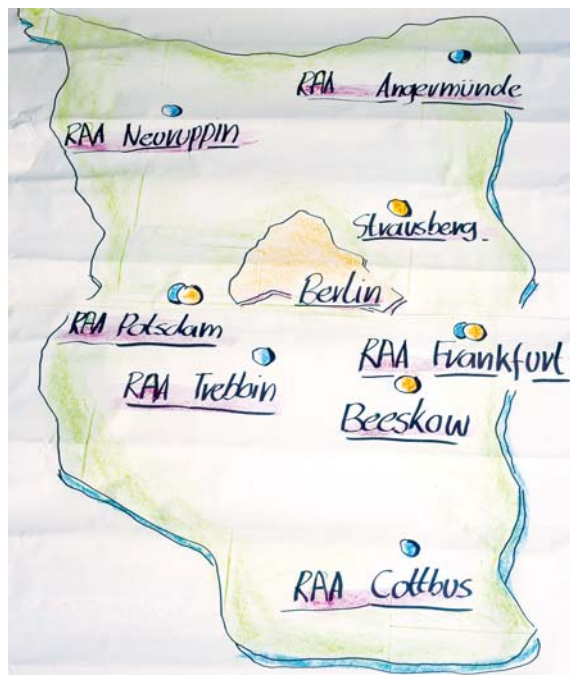 RAA Angermünde
RAA Neuruppin
Strausberg
Berlin
RAA Potsdam
RAA Frankfurt
RAA Trebbin
Beeskow
RAA Cottbus